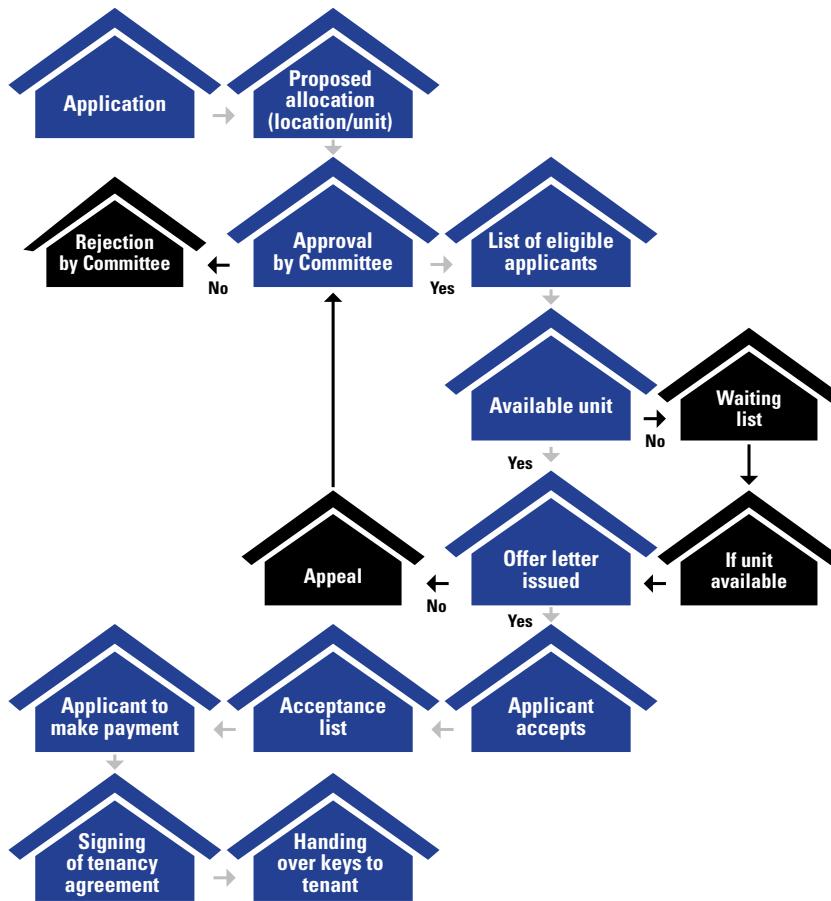 Application
Proposed
allocation
(location/unit)
Rejection
by Committee
No
Approval
by Committee
Yes
List of eligible
applicants
Available unit
No
Waiting
list
Yes
Appeal
No
Offer letter
issued
If unit
available
Yes
Applicant to
make payment
Acceptance
list
Applicant
accepts
Signing
of tenancy
agreement
Handing
over keys to
tenant